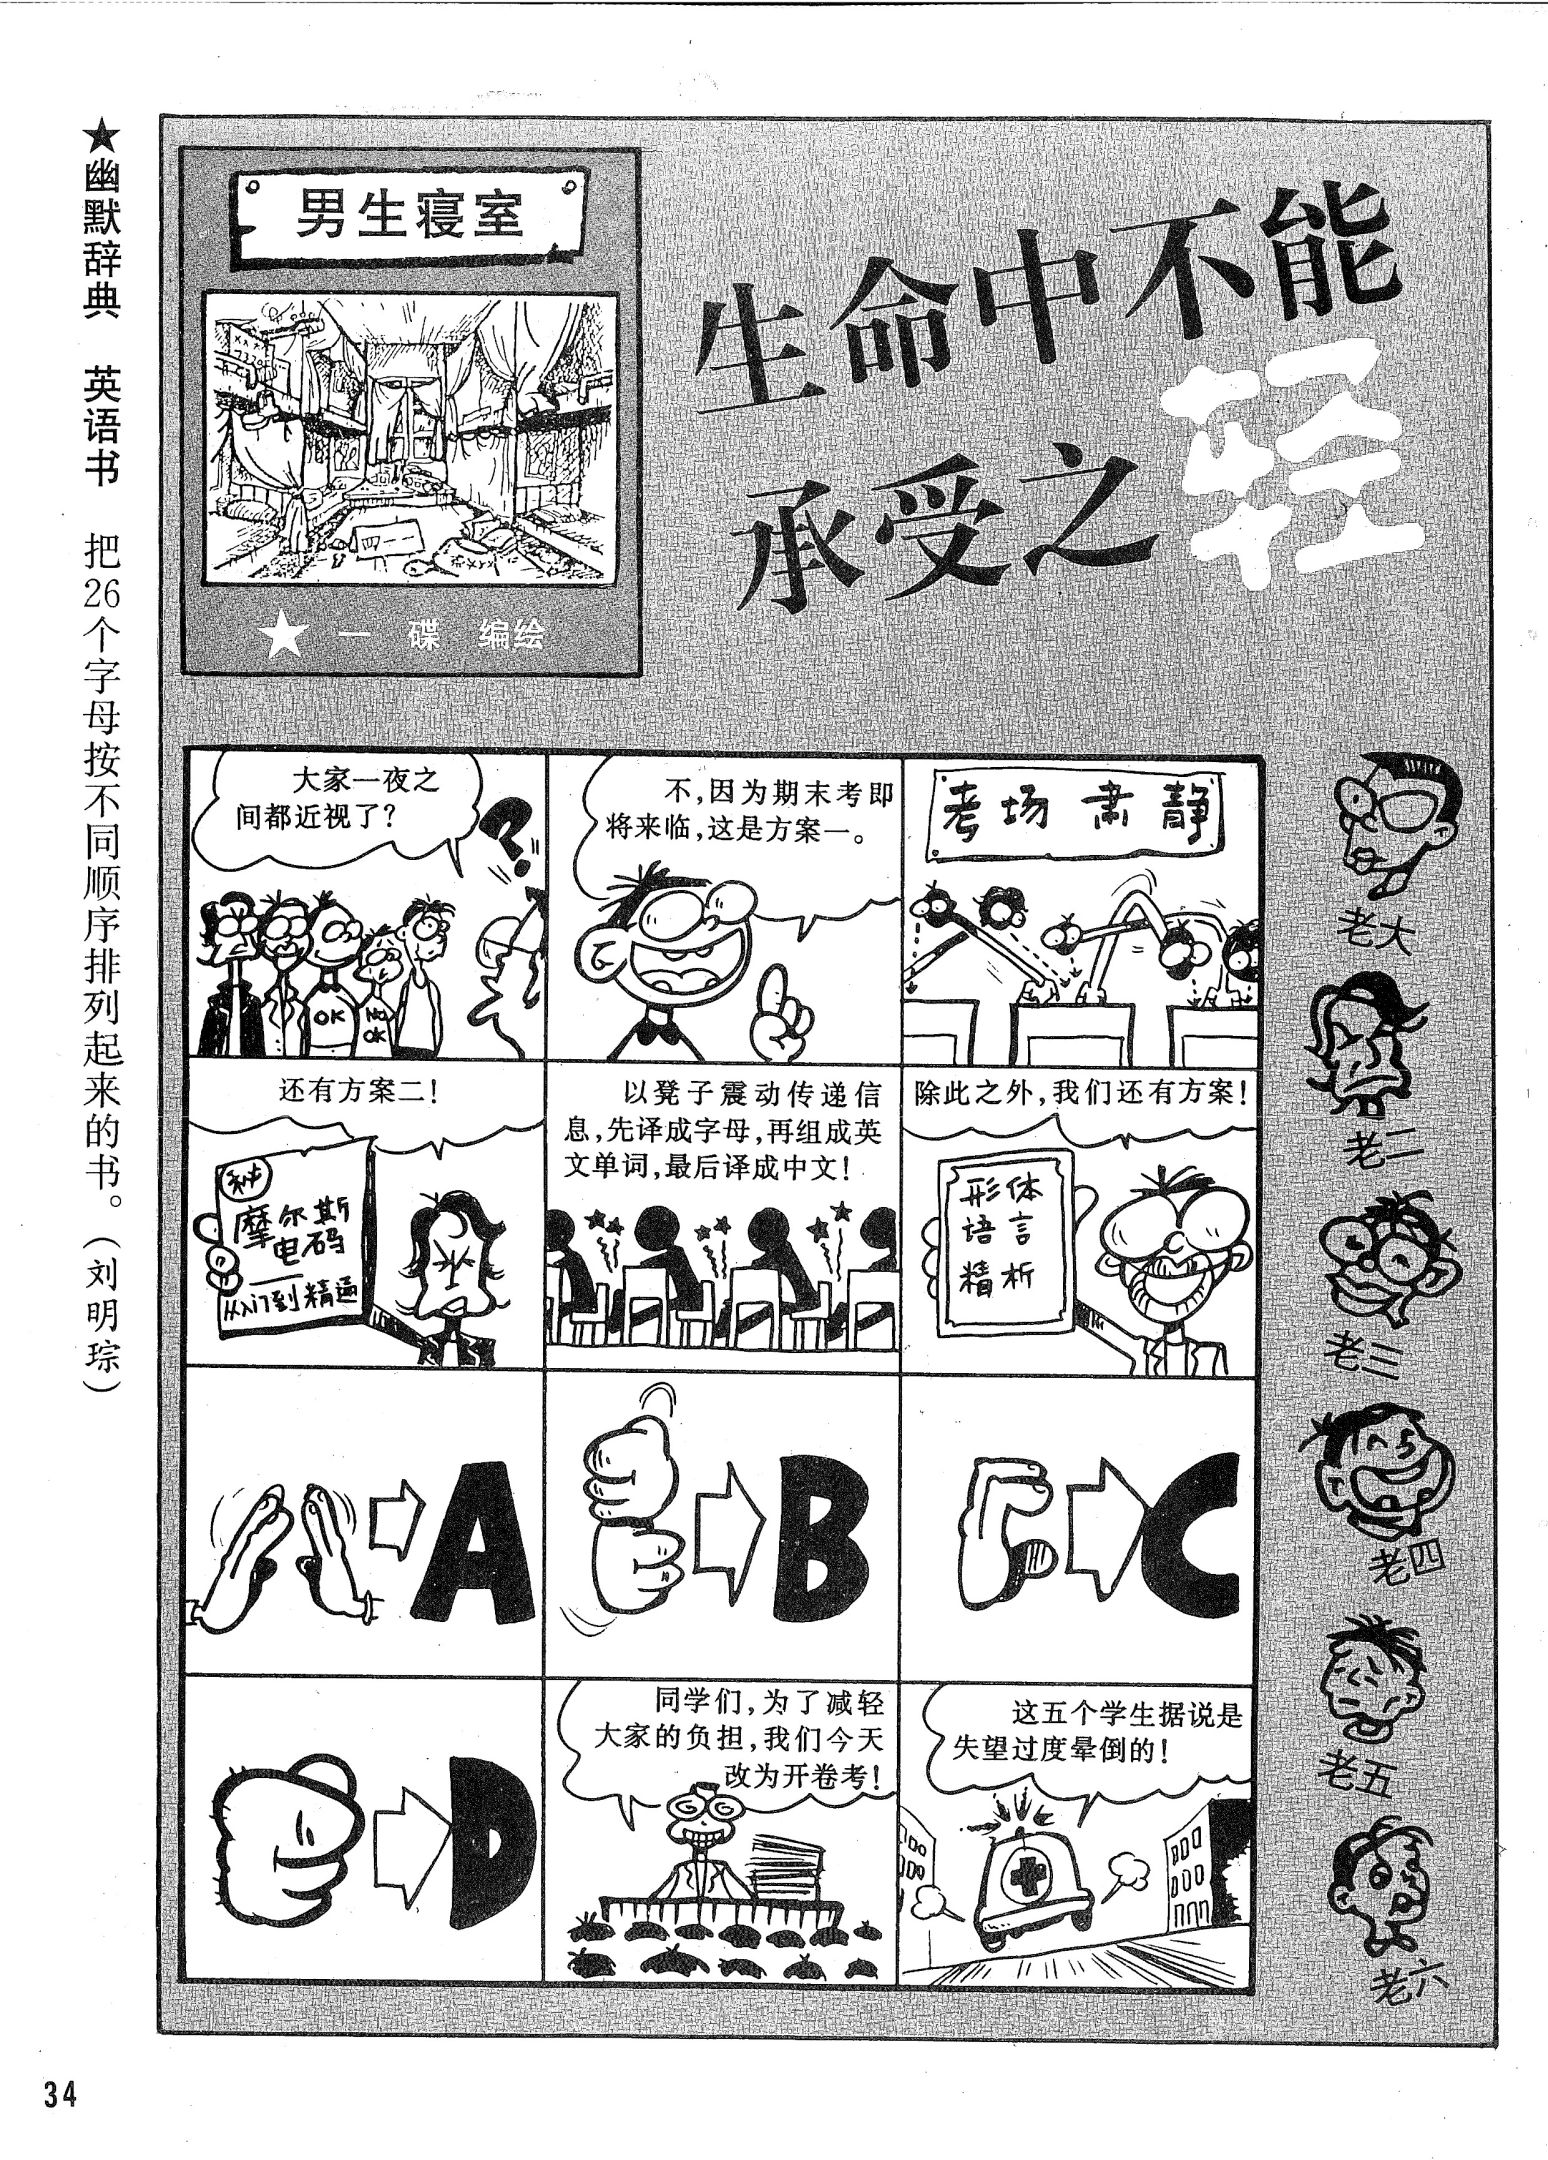 ★幽默辞典 英语书 把26个字母按不同顺序排列起来的书。(刘明琮)
男生寝室
四一
★一 碟 编绘
生命中不能
承受之轻
大家一夜之
间都近视了?
OK
NO
OK
不,因为期末考即
将来临,这是方案一。
考场肃静
还有方案二!
摩尔斯
电码
从入门到精通
以凳子震动传递信
息,先译成字母,再组成英
文单词,最后译成中文!
除此之外,我们还有方案!
形体
语言
精析
A
B
C
D
同学们,为了减轻
大家的负担,我们今天
改为开卷考!
这五个学生据说是
失望过度晕倒的!
老大
老二
老三
老四
老五
老六
34